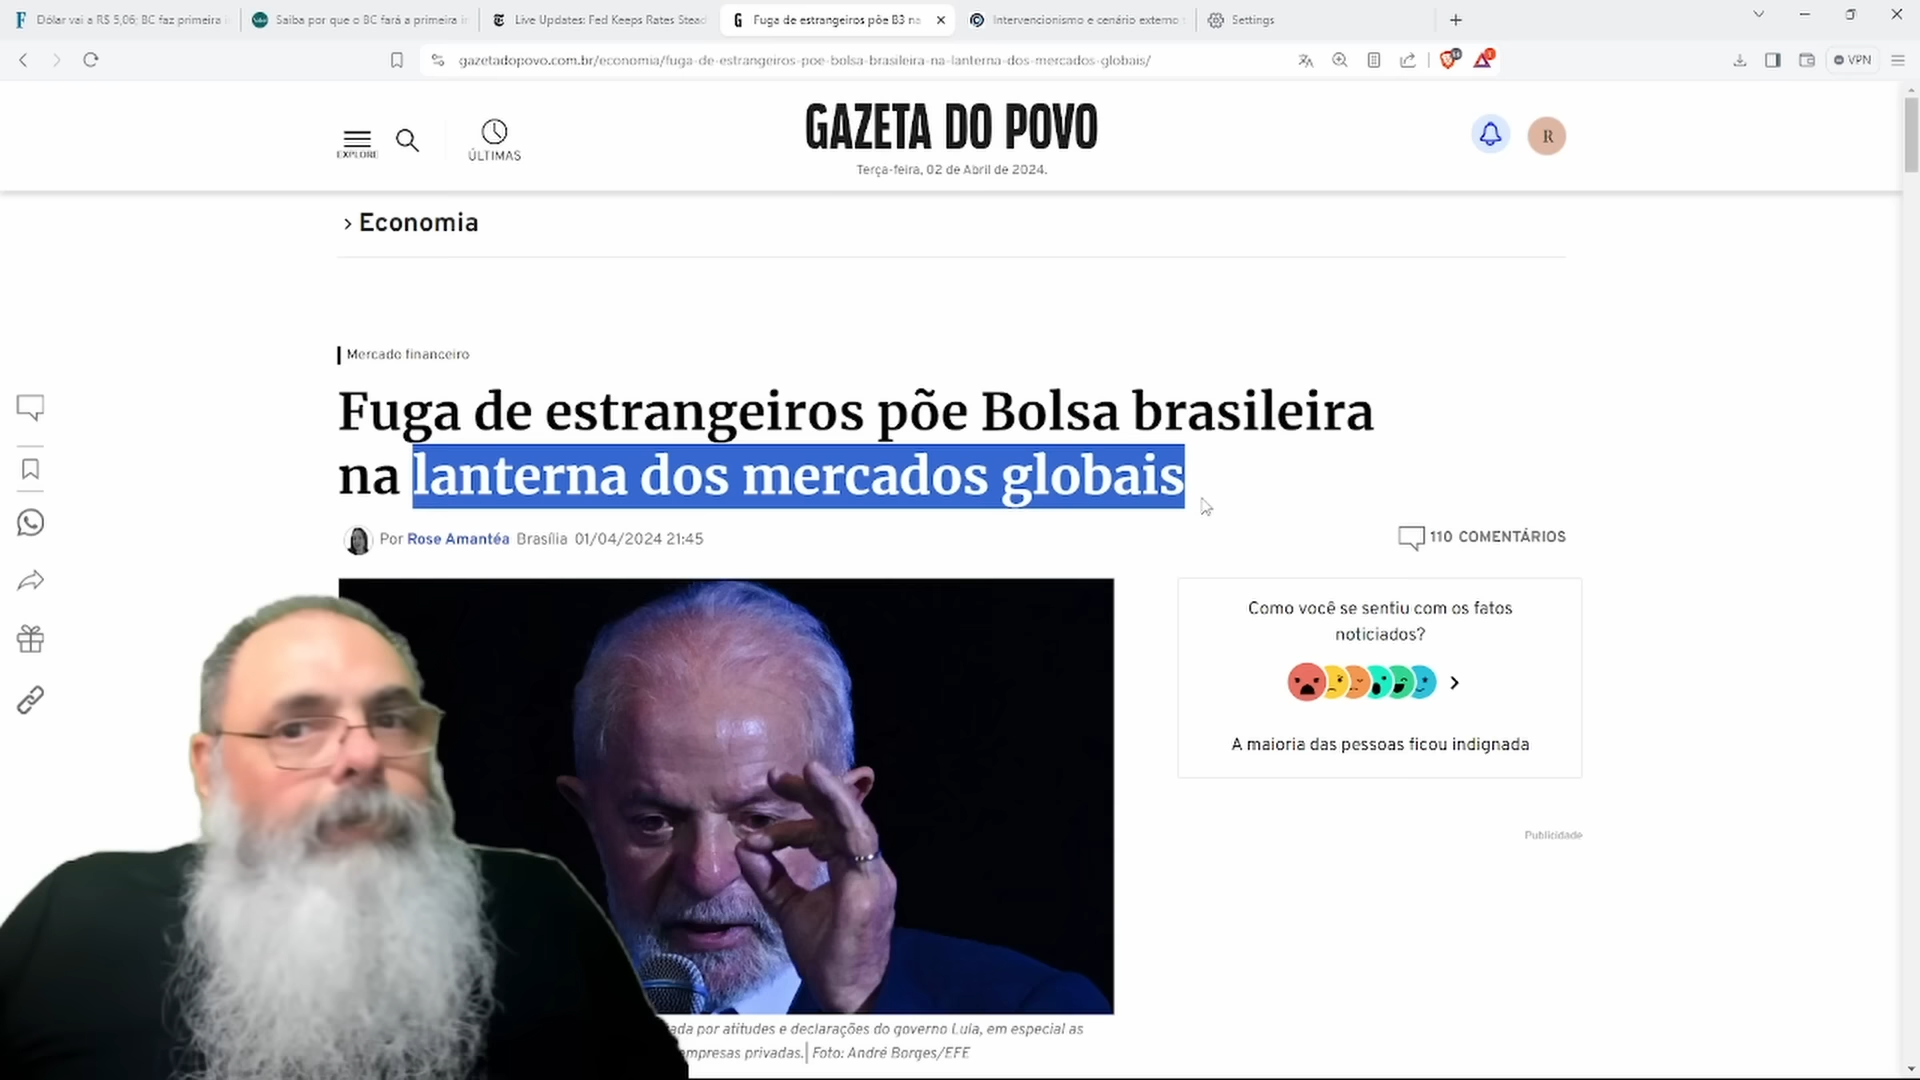 Dólar vai a R$ 5,06; BC faz primeira
Saiba por que o BC fará a primeira
Live Updates: Fed Keeps Rates Stead
Fuga de estrangeiros põe B3 na
Intervencionismo e cenário externo
Settings
gazetadopovo.com.br/economia/fuga-de-estrangeiros-poe-bolsa-brasileira-na-lanterna-dos-mercados-globais/
VPN
EXPLORE
ÚLTIMAS
GAZETA DO POVO
Terça-feira, 02 de Abril de 2024.
R
› Economia
Mercado financeiro
Fuga de estrangeiros põe Bolsa brasileira
na lanterna dos mercados globais
Por Rose Amantéa Brasília 01/04/2024 21:45
110 COMENTÁRIOS
Como você se sentiu com os fatos
noticiados?
A maioria das pessoas ficou indignada
Publicidade
por atitudes e declarações do governo Lula, em especial as
empresas privadas.| Foto: André Borges/EFE